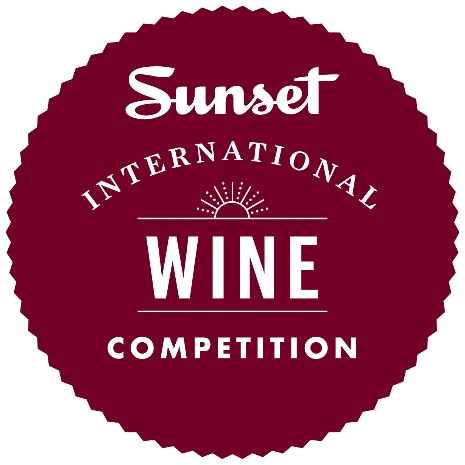 Sunset
INTERNATIONAL
WINE
COMPETITION